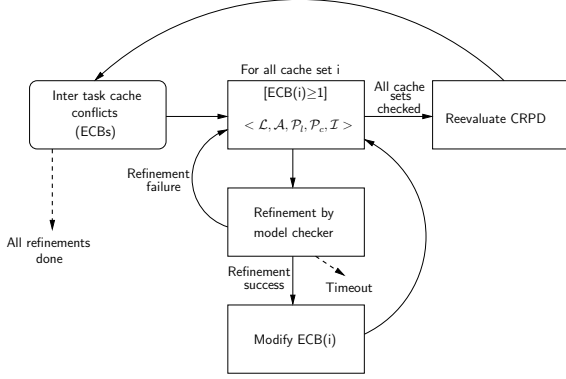 For all cache set i
Inter task cache
conflicts
(ECBs)
[ECB(i)≥1]
< ℒ, 𝒜, 𝒫ₗ, 𝒫_c, ℐ >
All cache
sets
checked
Reevaluate CRPD
Refinement
failure
Refinement by
model checker
All refinements
done
Refinement
success
Timeout
Modify ECB(i)